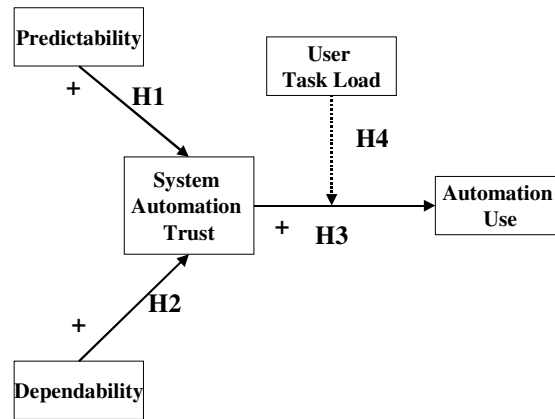 Predictability
User
Task Load
+
H1
H4
System
Automation
Trust
Automation
Use
+
H3
H2
+
Dependability